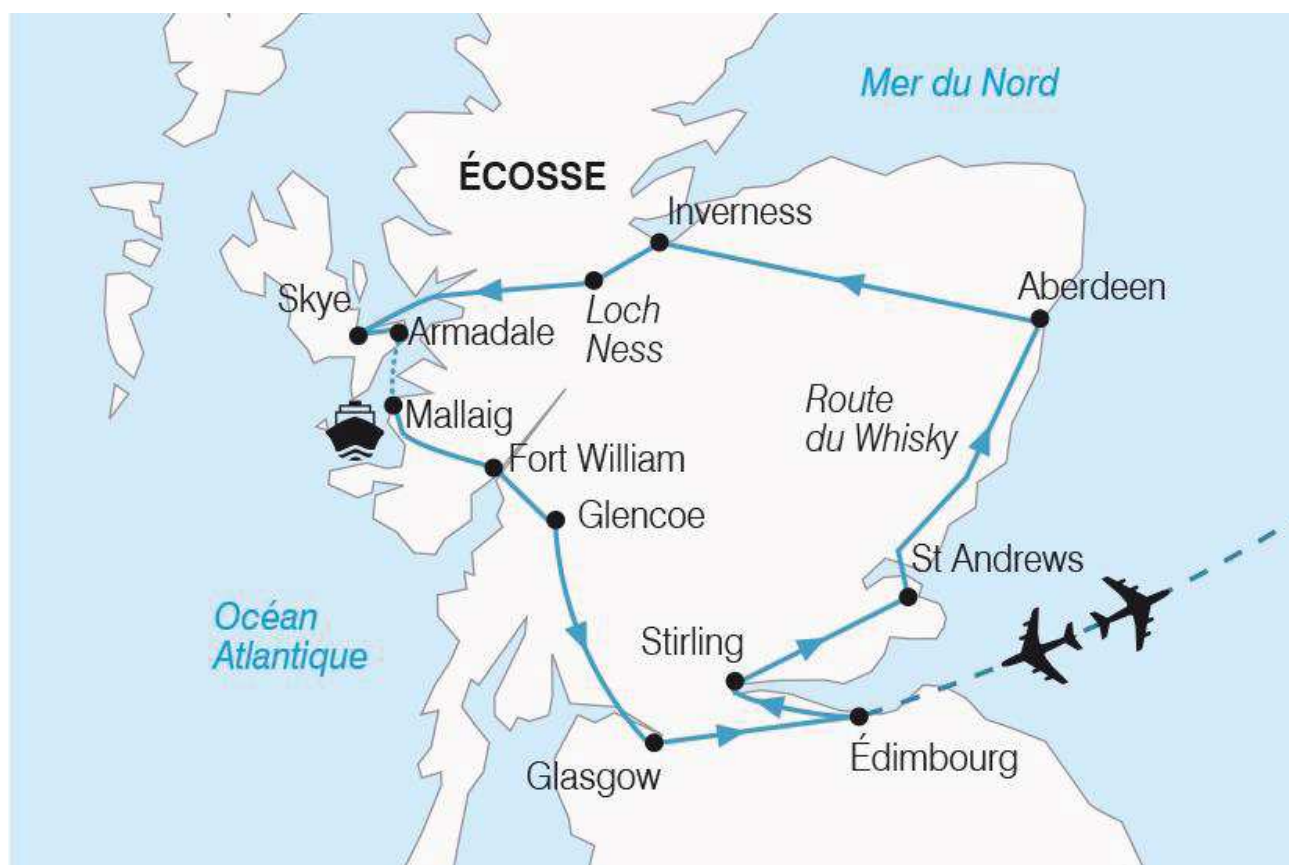 Mer du Nord
ÉCOSSE
Inverness
Aberdeen
Skye
Armadale
Loch
Ness
Mallaig
Route
du Whisky
Fort William
Glencoe
St Andrews
Océan
Atlantique
Stirling
Édimbourg
Glasgow